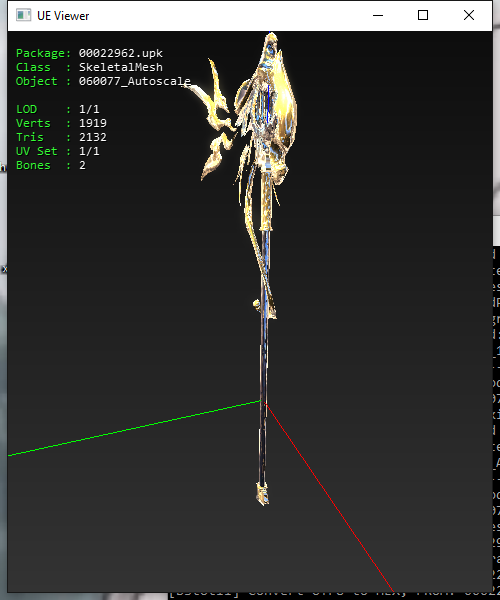 UE Viewer
Package: 00022962.upk
Class : SkeletalMesh
Object : 060077_Autoscale
LOD : 1/1
Verts : 1919
Tris : 2132
UV Set : 1/1
Bones : 2